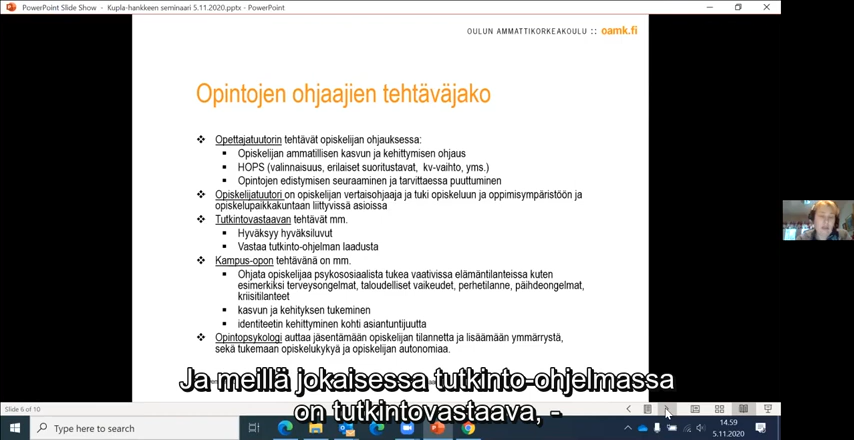 PowerPoint Slide Show - Kupla-hankkeen seminaari 5.11.2020.pptx - PowerPoint
OULUN AMMATTIKORKEAKOULU :: oamk.fi
Opintojen ohjaajien tehtäväjako
Opettajatuutorin tehtävät opiskelijan ohjauksessa:
Opiskelijan ammatillisen kasvun ja kehittymisen ohjaus
HOPS (valinnaisuus, erilaiset suoritustavat, kv-vaihto, yms.)
Opintojen edistymisen seuraaminen ja tarvittaessa puuttuminen
Opiskelijatuutori on opiskelijan vertaisohjaaja ja tuki opiskeluun ja oppimisympäristöön ja
opiskelupaikkakuntaan liittyvissä asioissa
Tutkintovastaavan tehtävät mm.
Hyväksyy hyväksiluvut
Vastaa tutkinto-ohjelman laadusta
Kampus-opon tehtävänä on mm.
Ohjata opiskelijaa psykososiaalista tukea vaativissa elämäntilanteissa kuten
esimerkiksi terveysongelmat, taloudelliset vaikeudet, perhetilanne, päihdeongelmat,
kriisitilanteet
kasvun ja kehityksen tukeminen
identiteetin kehittyminen kohti asiantuntijuutta
Opintopsykologi auttaa jäsentämään opiskelijan tilannetta ja lisäämään ymmärrystä,
sekä tukemaan opiskelukykyä ja opiskelijan autonomiaa.
Ja meillä jokaisessa tutkinto-ohjelmassa
on tutkintovastaava, -
Slide 6 of 10
Type here to search
14.59
5.11.2020